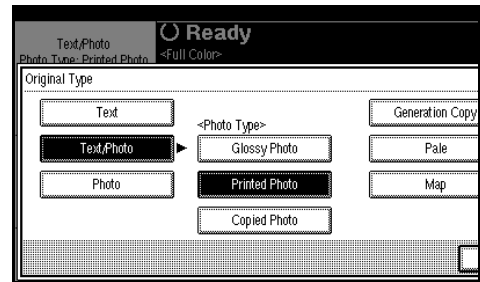 Text/Photo
Photo Type: Printed Photo
Ready
<Full Color>
Original Type
Text
Text/Photo
Photo
<Photo Type>
Glossy Photo
Printed Photo
Copied Photo
Generation Copy
Pale
Map